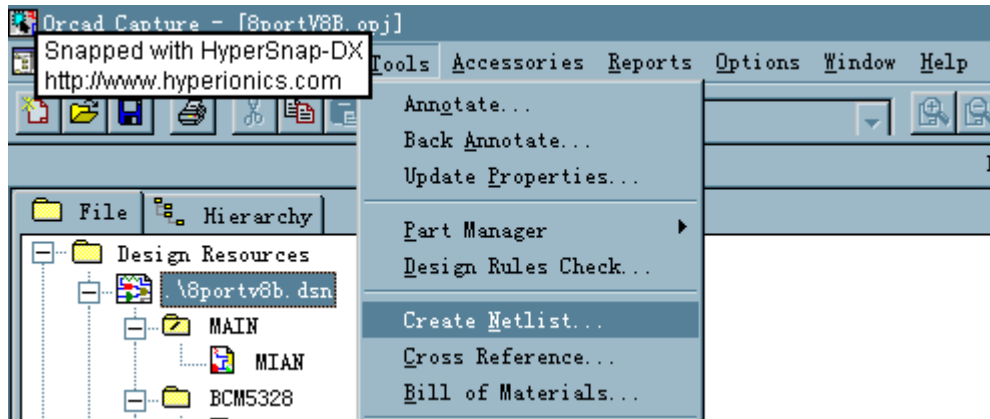 Orcad Capture - [8portV8B.opj]
Snapped with HyperSnap-DX
http://www.hyperionics.com
Tools Accessories Reports Options Window Help
Annotate...
Back Annotate...
Update Properties...
Part Manager
Design Rules Check...
Create Netlist...
Cross Reference...
Bill of Materials...
File Hierarchy
Design Resources
.\8portv8b.dsn
MAIN
MIAN
BCM5328